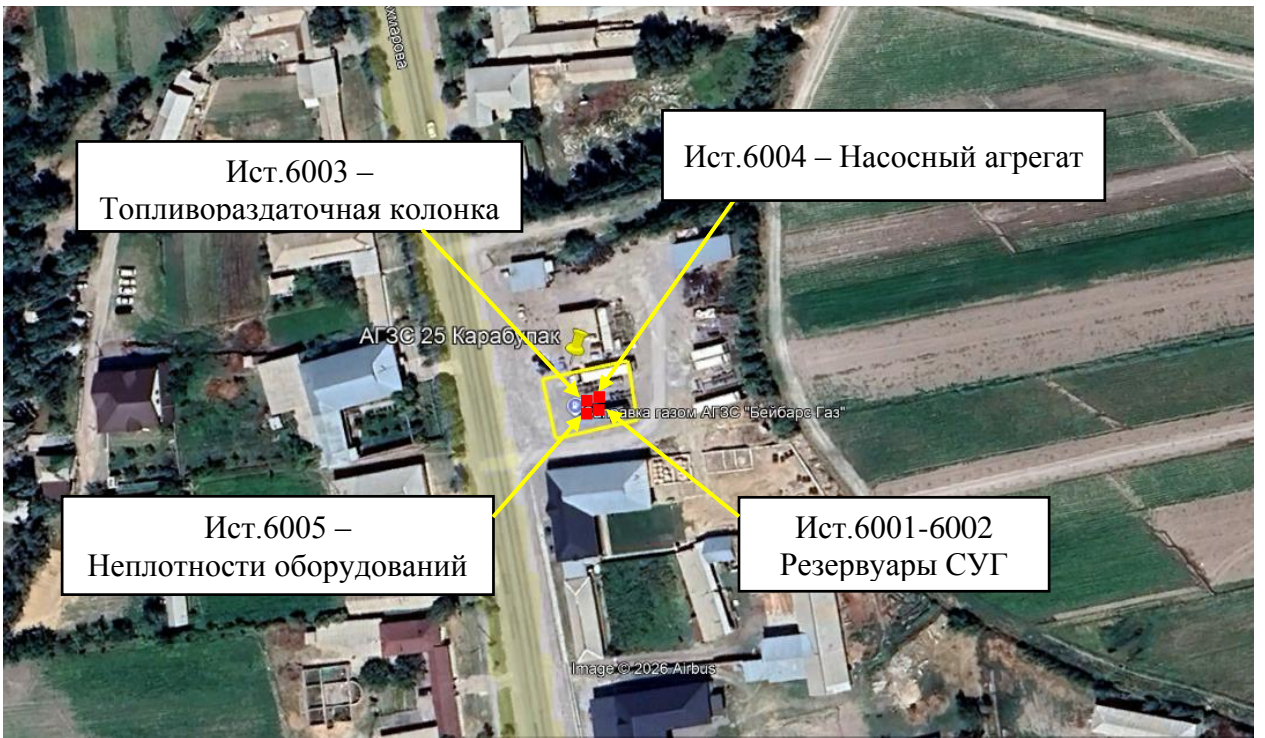 Ист.6003 –
Топливораздаточная колонка
Ист.6004 – Насосный агрегат
АГЗС 25 Карабулак
газом АГЗС "Бейбарс Газ"
Ист.6005 –
Неплотности оборудований
Ист.6001-6002
Резервуары СУГ
Image © 2026 Airbus